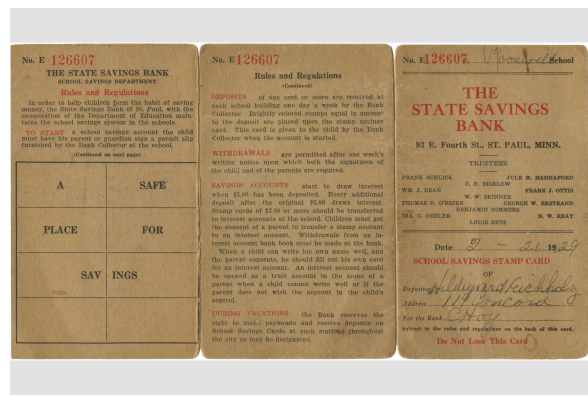 No. E 126607
THE STATE SAVINGS BANK
SCHOOL SAVINGS DEPARTMENT
Rules and Regulations
In order to help children form the habit of saving
money, the State Savings Bank of St. Paul, with the
co-operation of the Department of Education main-
tains the school savings system in the schools.
TO START a school savings account the child
must have his parent or guardian sign a permit slip
furnished by the Bank Collector at the school.
(Continued on next page)
A SAFE
PLACE FOR
SAVINGS
No. E 126607
Rules and Regulations
(Continued)
DEPOSITS of one cent or more are received at
each school building one day a week by the Bank
Collector. Brightly colored stamps equal in amount
to the deposit are placed upon the stamp savings
card. This card is given to the child by the Bank
Collector when the account is started.
WITHDRAWALS are permitted after one week's
written notice upon which both the signatures of
the child and of the parents are required.
SAVINGS ACCOUNTS start to draw interest
when $5.00 has been deposited. Every additional
deposit after the original $5.00 draws interest.
Stamp cards of $2.00 or more should be transferred
to interest accounts at the school. Children must get
the consent of a parent to transfer a stamp account
to an interest account. Withdrawals from an in-
terest account bank book must be made at the bank.
When a child can write his own name well, and
the parent consents, he should fill out his own card
for an interest account. An interest account should
be opened as a trust account in the name of a
parent when a child cannot write well or if the
parent does not wish the account in the child's
control.
DURING VACATIONS the Bank reserves the
right to make payments and receive deposits on
School Savings Cards at such stations throughout
the city as may be designated.
No. E 126607 Roosevelt School
THE
STATE SAVINGS
BANK
93 E. Fourth St., ST. PAUL, MINN.
TRUSTEES
FRANK SCHLICK JULE M. HANNAFORD
C. H. BIGELOW
WM. J. DEAN FRANK J. OTTIS
W. W. SKINNER
THOMAS D. O'BRIEN GEORGE W. BERTRAND
BENJAMIN SOMMERS
IRA C. OEHLER N. W. REAY
LOUIS BETZ
Date 2 - 21 1929
SCHOOL SAVINGS STAMP CARD
OF
Depositor Hildegard Eichholz
Address 119 Concord
For the Bank C Hoy
Subject to the rules and regulations on the back of this card.
Do Not Lose This Card